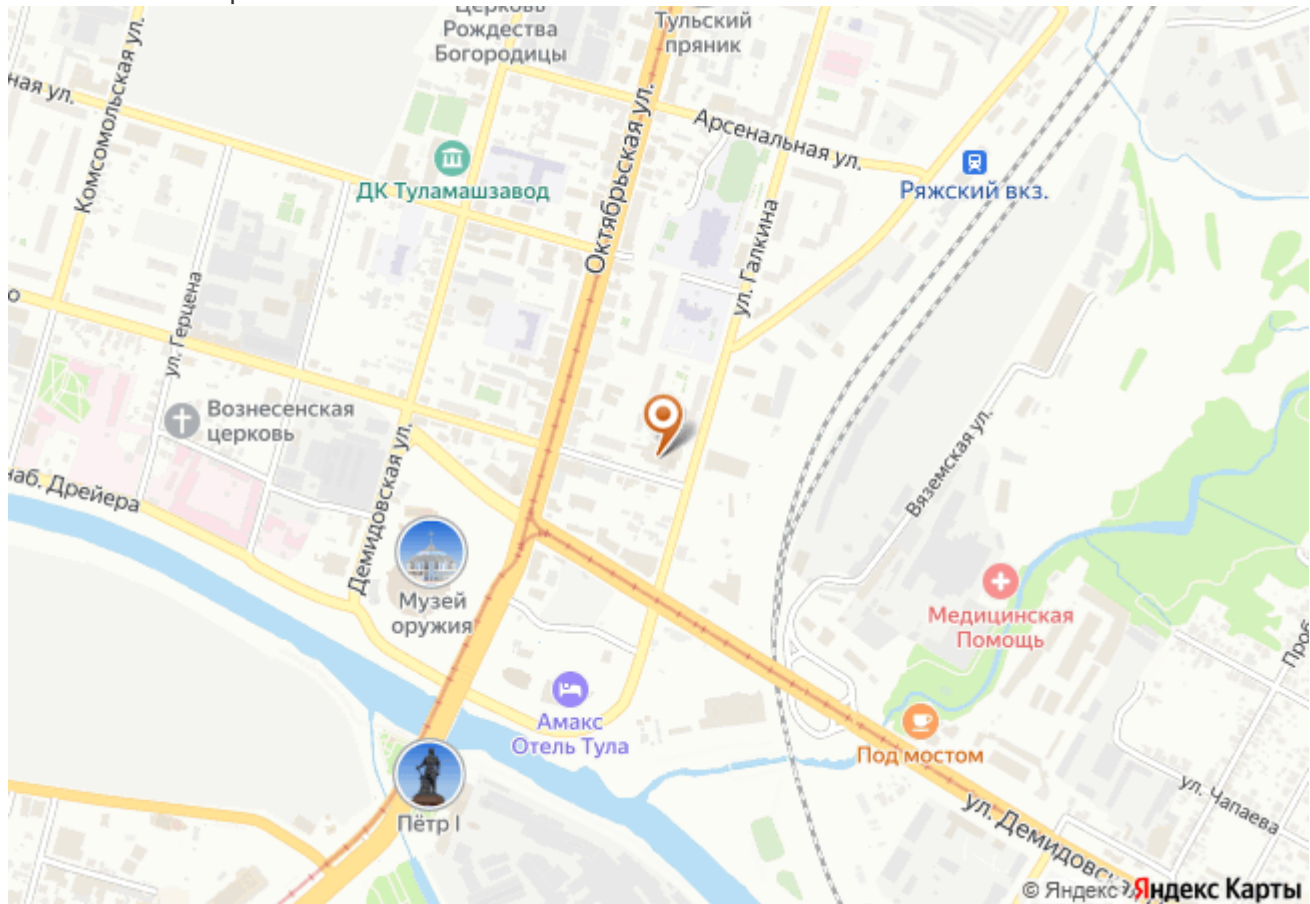 Церковь
Рождества
Богородицы
Тульский
пряник
ная ул.
Комсомольская ул.
Октябрьская ул.
Арсенальная ул.
ДК Туламашзавод
Ряжский вкз.
ул. Галкина
о
ул. Герцена
Вознесенская
церковь
Вяземская ул.
наб. Дрейера
Демидовская ул.
Музей
оружия
Медицинская
Помощь
Проб.
Амакс
Отель Тула
Под мостом
ул. Чапаева
Пётр I
ул. Демидовская
© Яндекс
Яндекс Карты